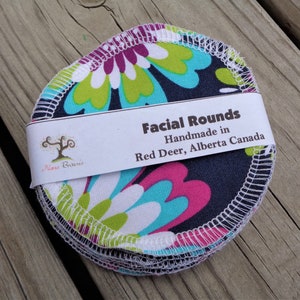 Facial Rounds
Handmade in
Red Deer, Alberta Canada